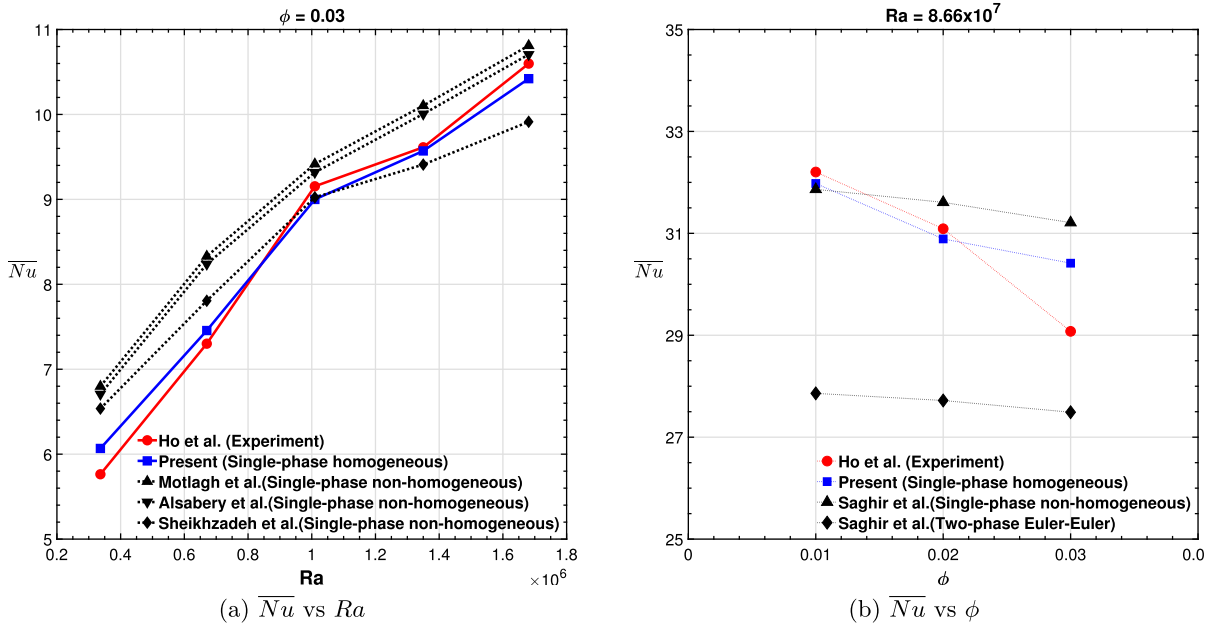 ϕ = 0.03
11
10
9
8
7
6
5
Nu
0.2 0.4 0.6 0.8 1 1.2 1.4 1.6 1.8
Ra
×10^6
Ho et al. (Experiment)
Present (Single-phase homogeneous)
Motlagh et al.(Single-phase non-homogeneous)
Alsabery et al.(Single-phase non-homogeneous)
Sheikhzadeh et al.(Single-phase non-homogeneous)
(a) Nu vs Ra
Ra = 8.66x10^7
35
33
31
29
27
25
Nu
0 0.01 0.02 0.03 0.0
ϕ
Ho et al. (Experiment)
Present (Single-phase homogeneous)
Saghir et al.(Single-phase non-homogeneous)
Saghir et al.(Two-phase Euler-Euler)
(b) Nu vs ϕ